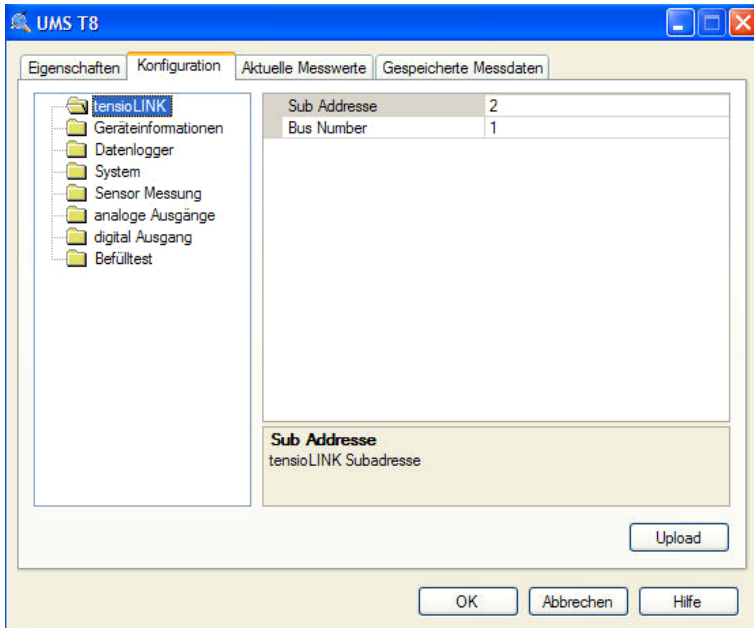 UMS T8
Eigenschaften Konfiguration Aktuelle Messwerte Gespeicherte Messdaten
tensioLINK
Geräteinformationen
Datenlogger
System
Sensor Messung
analoge Ausgänge
digital Ausgang
Befülltest
Sub Addresse 2
Bus Number 1
Sub Addresse
tensioLINK Subadresse
Upload
OK Abbrechen Hilfe